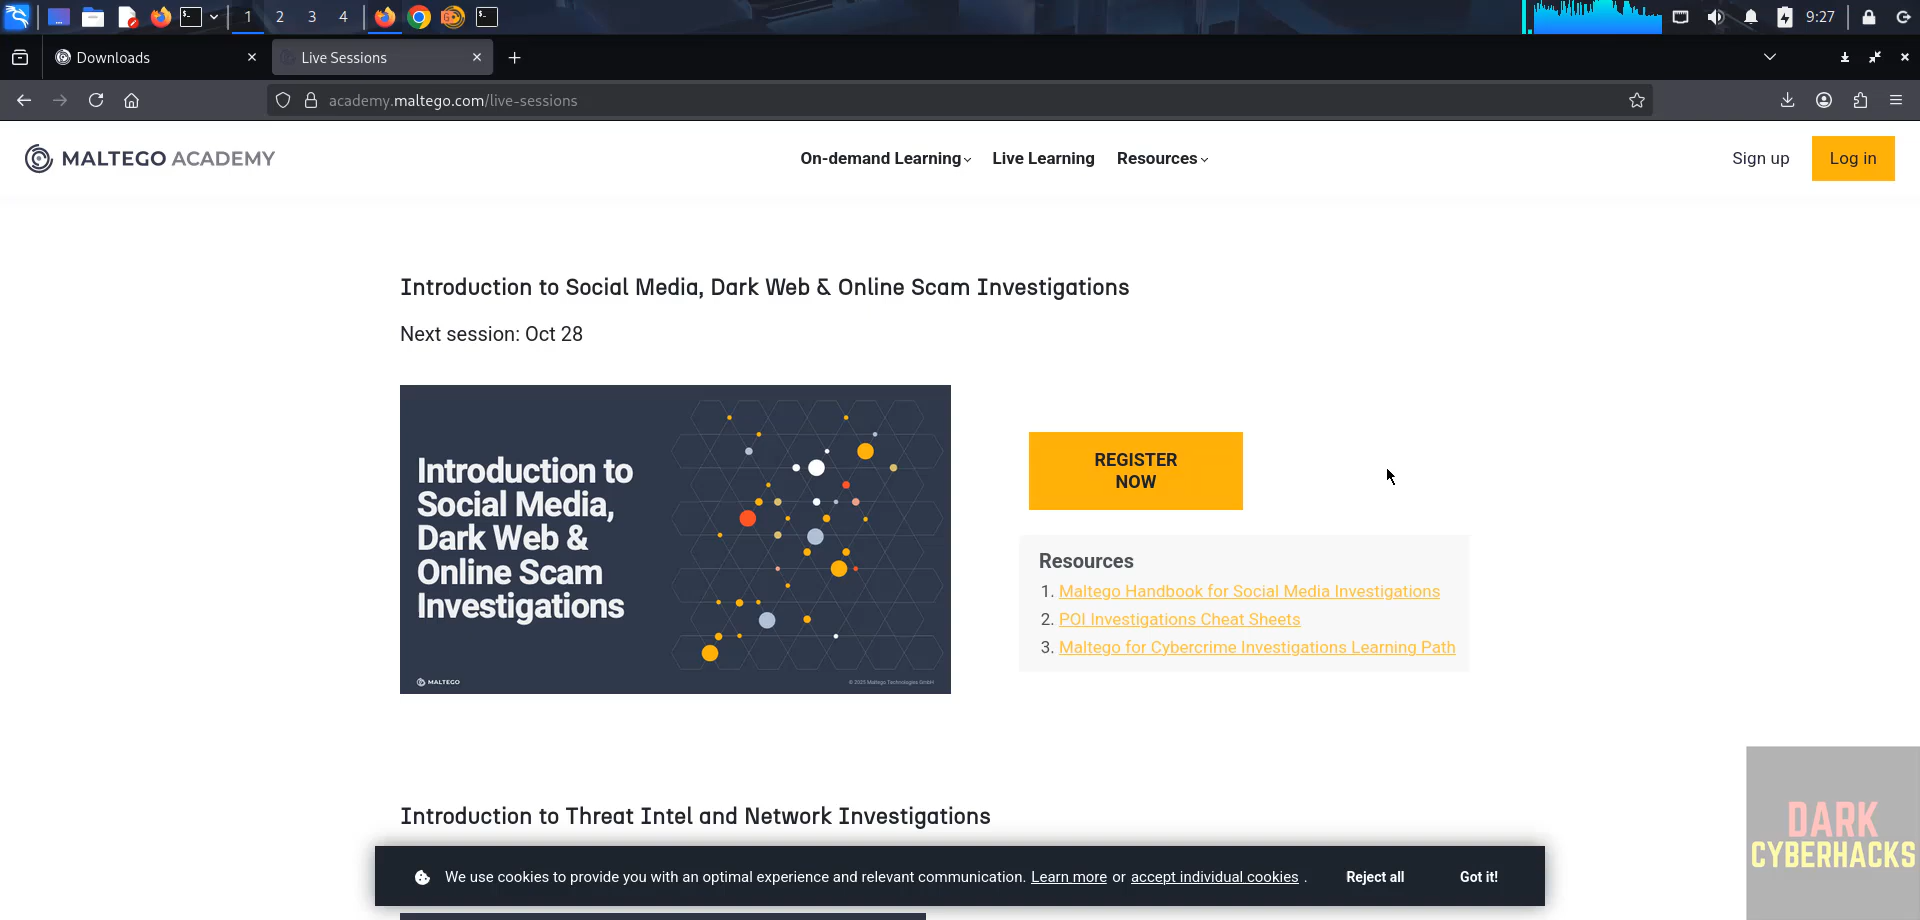 1 2 3 4
9:27
Downloads
Live Sessions
academy.maltego.com/live-sessions
MALTEGO ACADEMY
On-demand Learning
Live Learning
Resources
Sign up
Log in
Introduction to Social Media, Dark Web & Online Scam Investigations
Next session: Oct 28
Introduction to
Social Media,
Dark Web &
Online Scam
Investigations
MALTEGO
© 2025 Maltego Technologies GmbH
REGISTER
NOW
Resources
1. Maltego Handbook for Social Media Investigations
2. POI Investigations Cheat Sheets
3. Maltego for Cybercrime Investigations Learning Path
Introduction to Threat Intel and Network Investigations
We use cookies to provide you with an optimal experience and relevant communication. Learn more or accept individual cookies .
Reject all
Got it!
DARK
CYBERHACKS